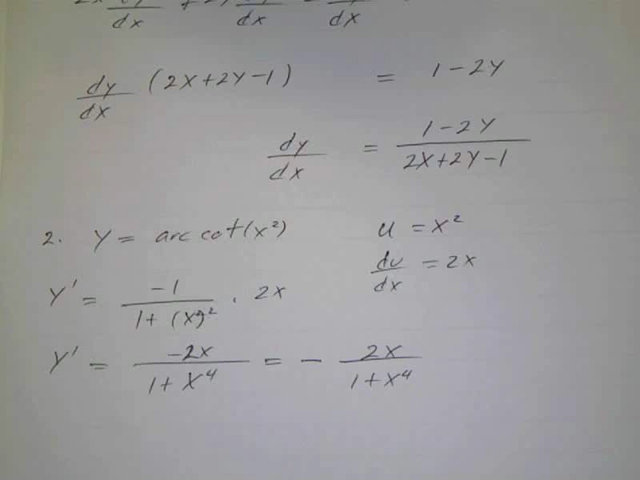 dy/dx (2x+2y-1) = 1-2y
dy/dx = (1-2y)/(2x+2y-1)
2. y = arc cot(x²) u = x²
du/dx = 2x
y' = -1/(1+(x²)²) . 2x
y' = -2x/(1+x⁴) = - 2x/(1+x⁴)